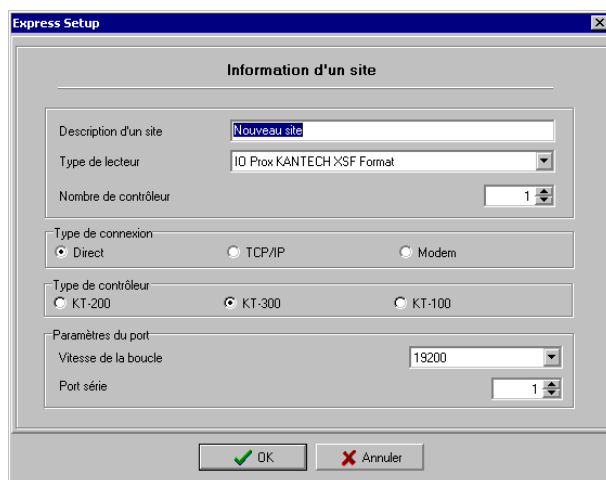 Express Setup
Information d'un site
Description d'un site Nouveau site
Type de lecteur IO Prox KANTECH XSF Format
Nombre de contrôleur 1
Type de connexion
Direct TCP/IP Modem
Type de contrôleur
KT-200 KT-300 KT-100
Paramètres du port
Vitesse de la boucle 19200
Port série 1
OK Annuler